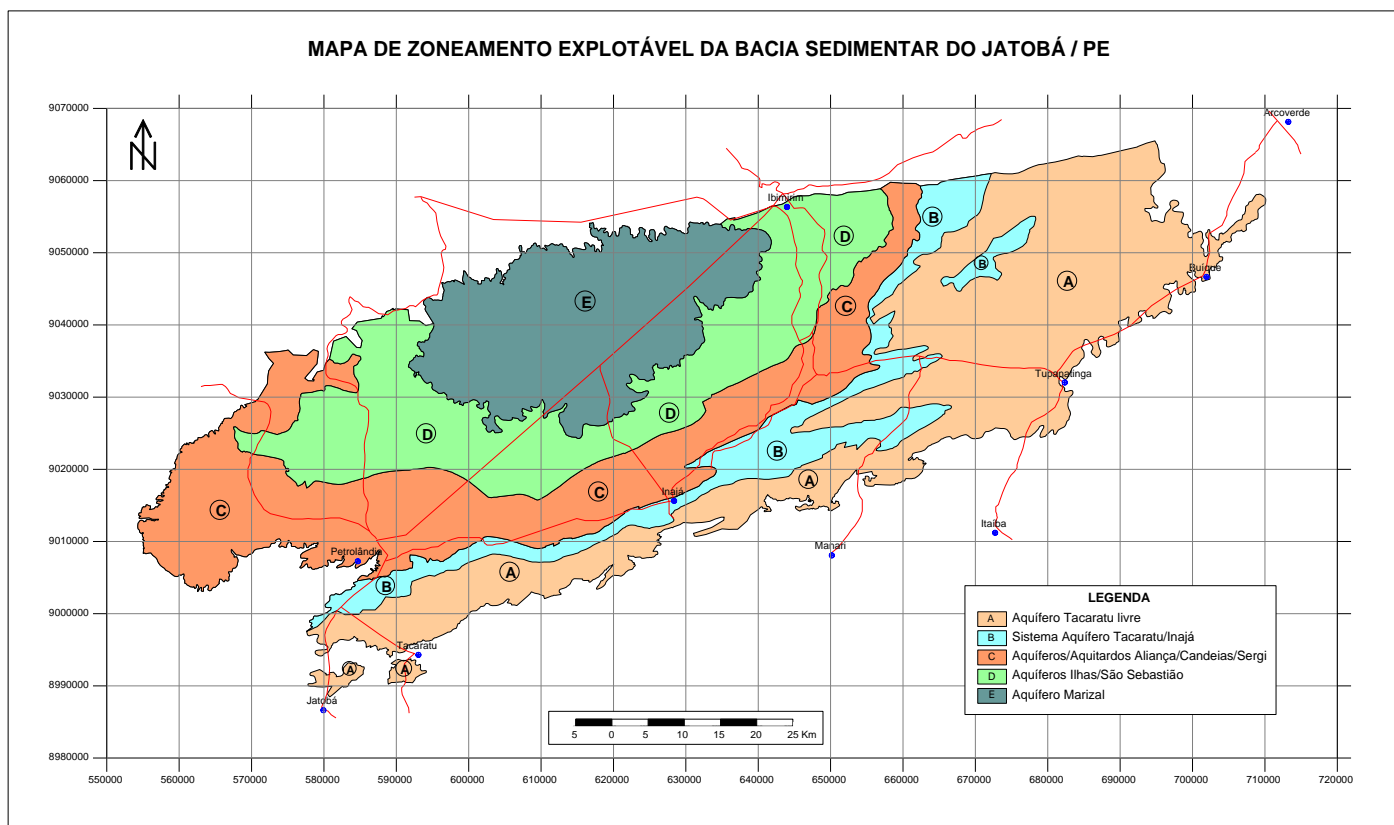 MAPA DE ZONEAMENTO EXPLOTÁVEL DA BACIA SEDIMENTAR DO JATOBÁ / PE
9070000
9060000
9050000
9040000
9030000
9020000
9010000
9000000
8990000
8980000
550000 560000 570000 580000 590000 600000 610000 620000 630000 640000 650000 660000 670000 680000 690000 700000 710000 720000
N
Arcoverde
Ibimirim
B
D
B
Buíque
A
E
C
Tupanatinga
D
D
B
A
C
Inajá
C
Itaíba
Manari
Petrolândia
A
B
Tacaratu
A
A
Jatobá
LEGENDA
A Aquífero Tacaratu livre
B Sistema Aquífero Tacaratu/Inajá
C Aquíferos/Aquitardos Aliança/Candeias/Sergi
D Aquíferos Ilhas/São Sebastião
E Aquífero Marizal
5 0 5 10 15 20 25 Km